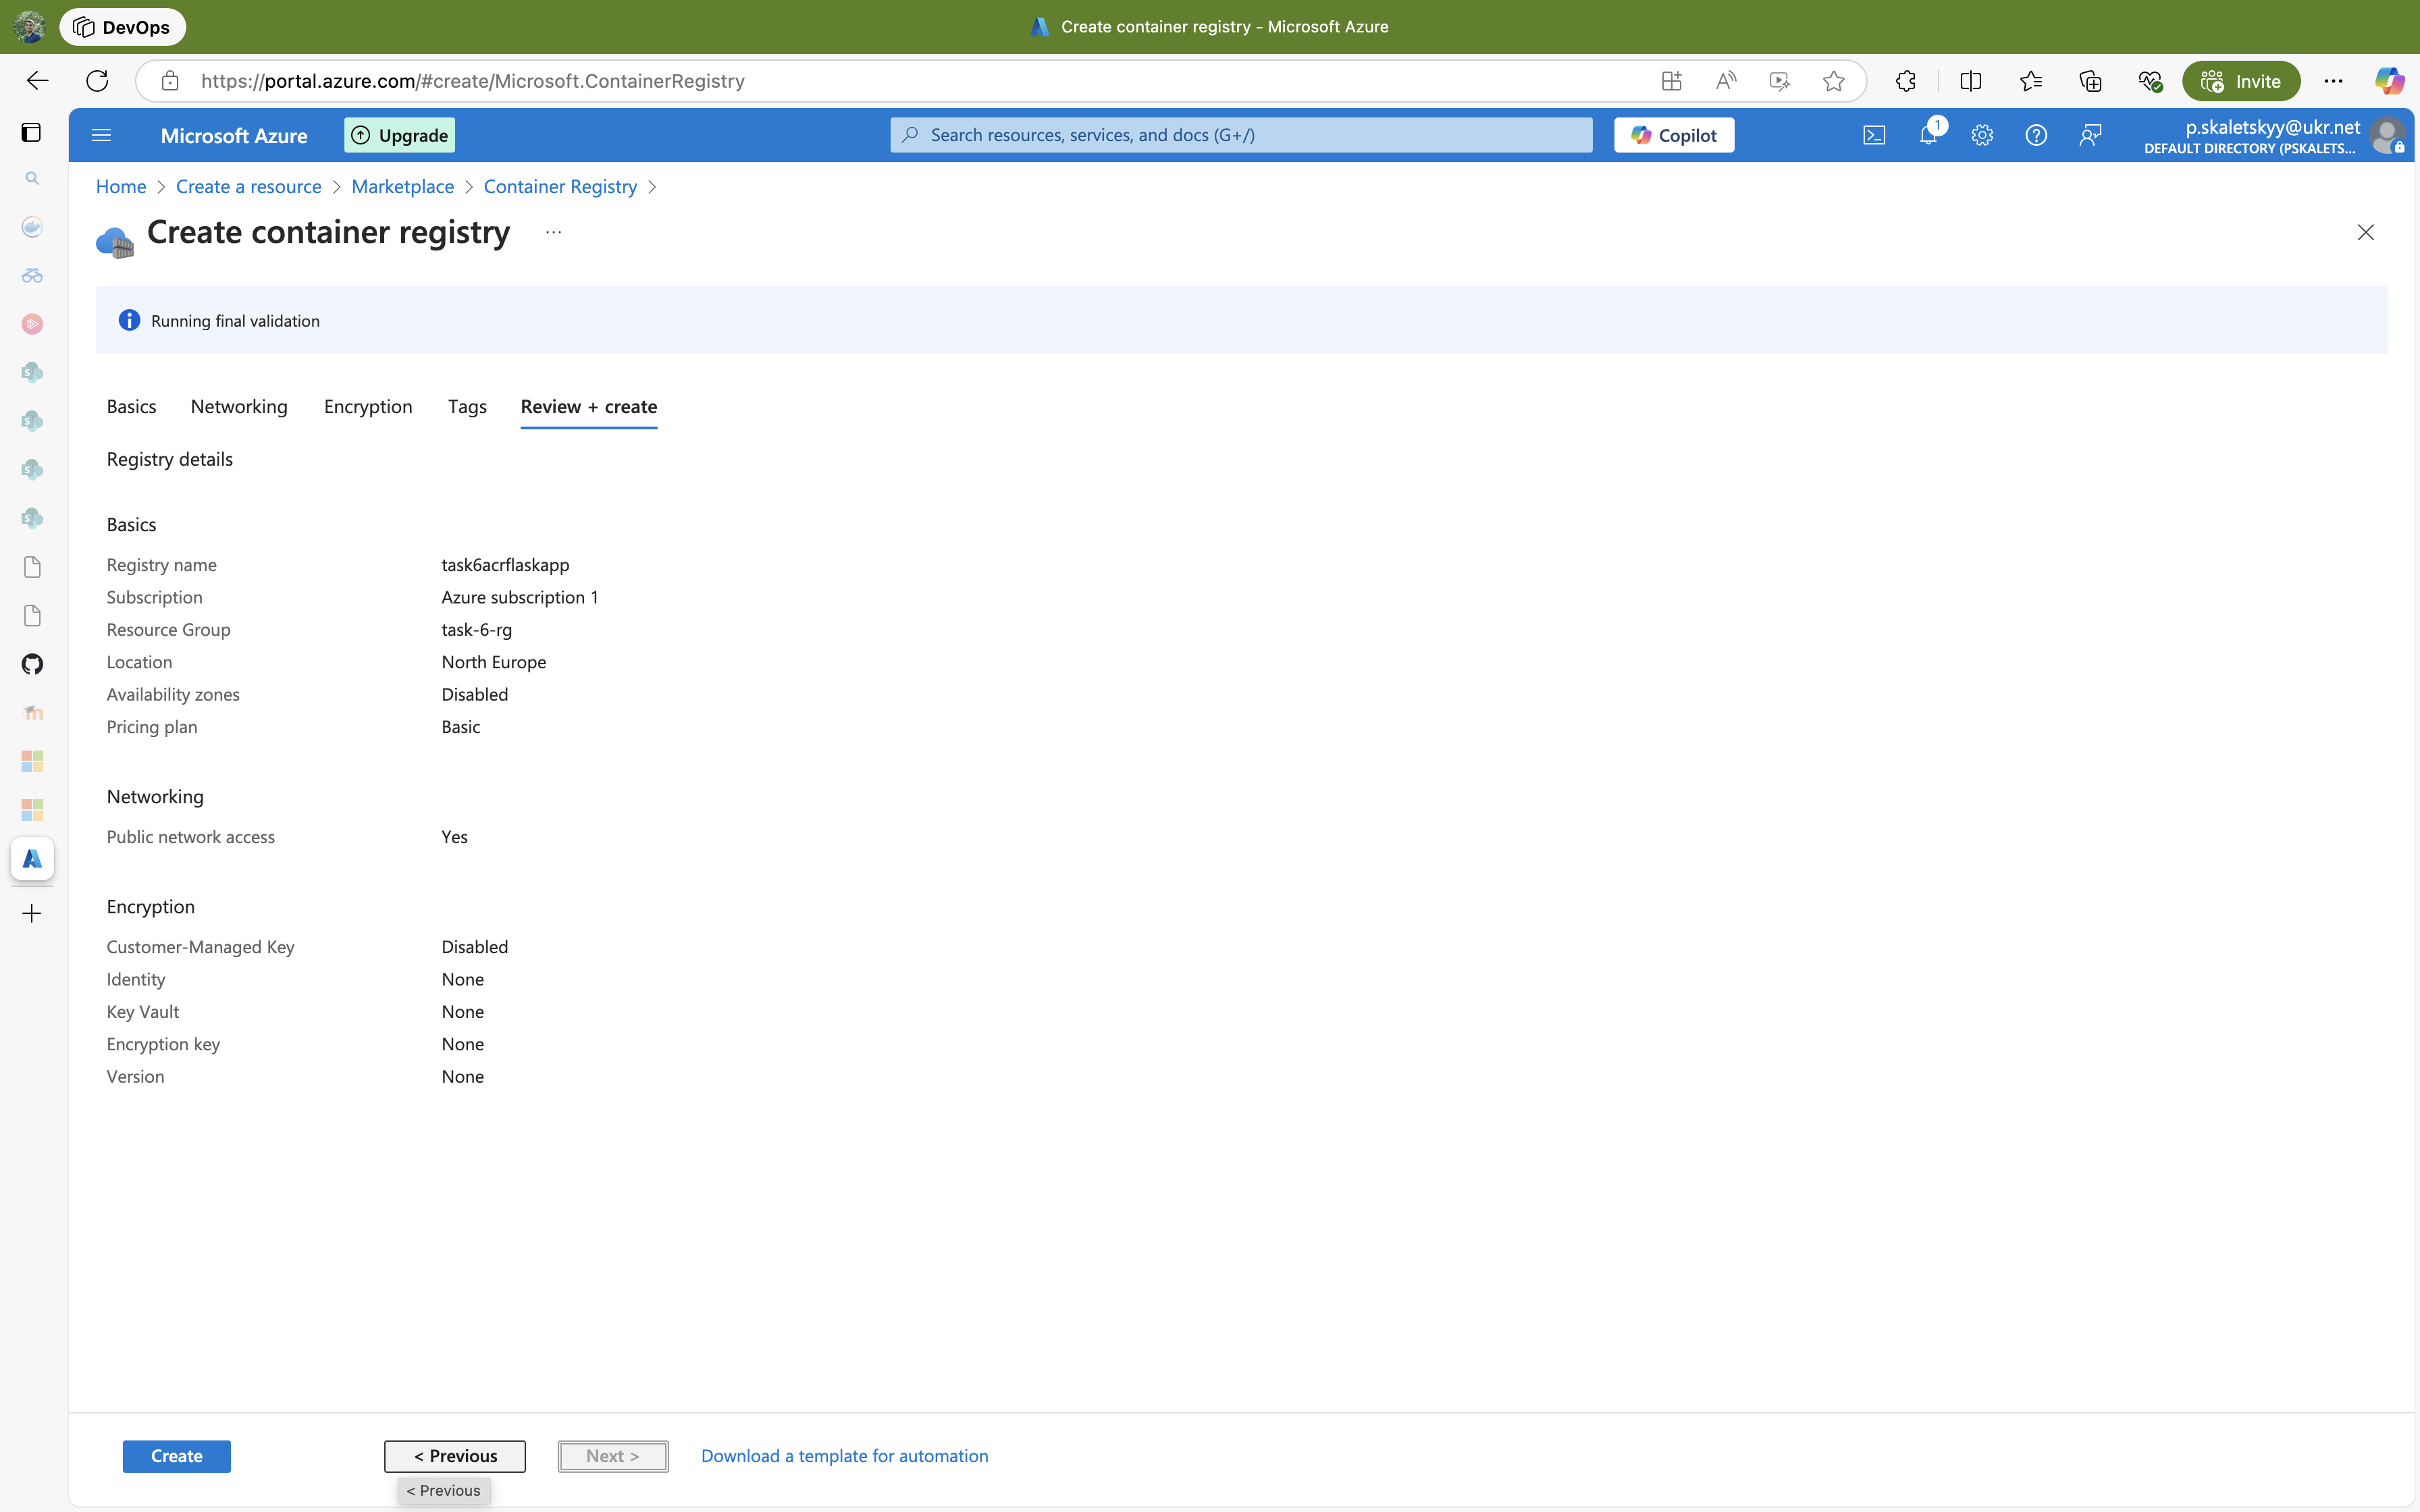 DevOps
Create container registry - Microsoft Azure
https://portal.azure.com/#create/Microsoft.ContainerRegistry
Invite
Microsoft Azure
Upgrade
Search resources, services, and docs (G+/)
Copilot
1
p.skaletskyy@ukr.net
DEFAULT DIRECTORY (PSKALETS...
Home > Create a resource > Marketplace > Container Registry >
Create container registry ...
Running final validation
Basics Networking Encryption Tags Review + create
Registry details
Basics
Registry name task6acrflaskapp
Subscription Azure subscription 1
Resource Group task-6-rg
Location North Europe
Availability zones Disabled
Pricing plan Basic
Networking
Public network access Yes
Encryption
Customer-Managed Key Disabled
Identity None
Key Vault None
Encryption key None
Version None
Create < Previous Next > Download a template for automation
< Previous